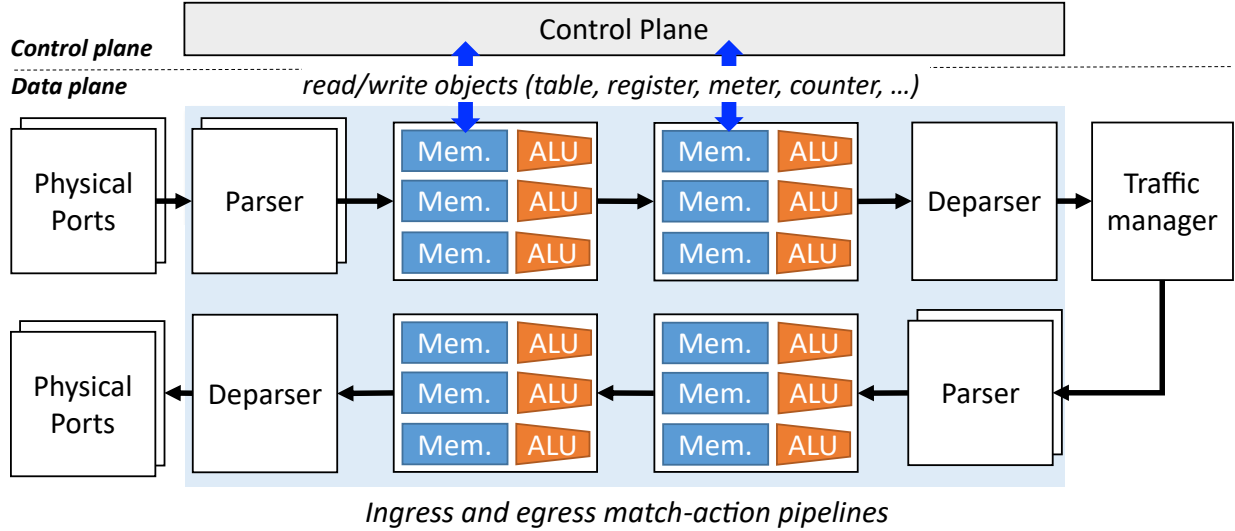 Control Plane
Control plane
Data plane
read/write objects (table, register, meter, counter, ...)
Physical
Ports
Parser
Mem. ALU
Mem. ALU
Mem. ALU
Mem. ALU
Mem. ALU
Mem. ALU
Deparser
Traffic
manager
Physical
Ports
Deparser
Mem. ALU
Mem. ALU
Mem. ALU
Mem. ALU
Mem. ALU
Mem. ALU
Parser
Ingress and egress match-action pipelines